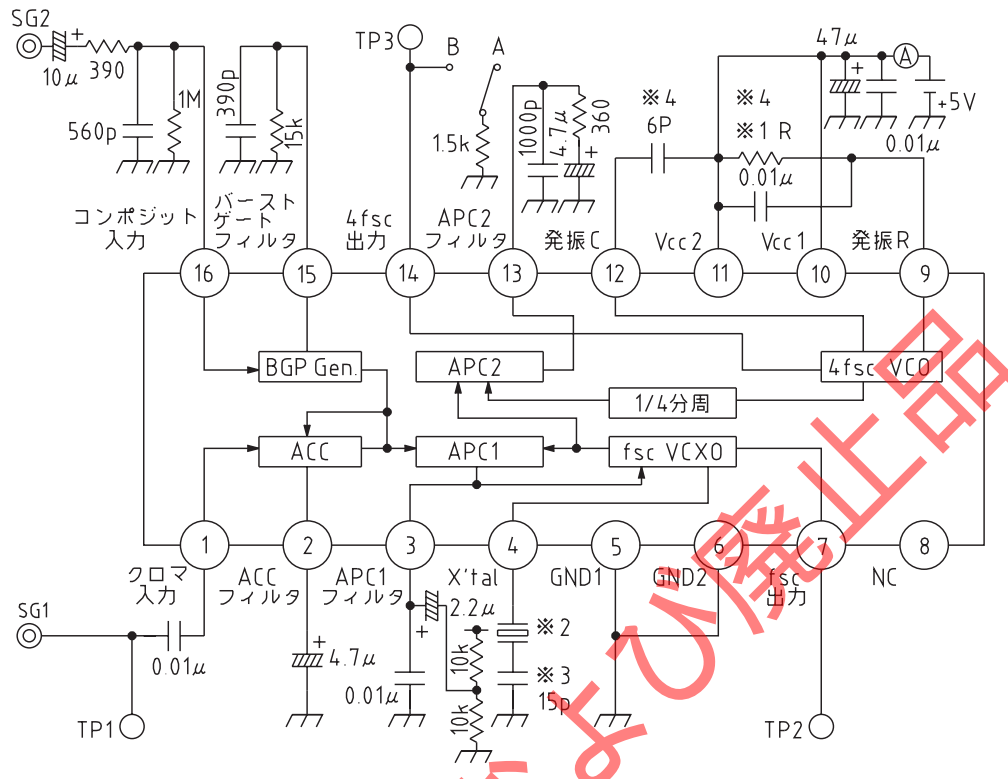 SG2
+
10μ
390
560p
1M
390p
15k
TP3
B
A
1.5k
1000p
4.7μ
+
360
※4
6P
※4
※1 R
0.01μ
47μ
+
A
+5V
0.01μ
コンポジット
入力
バースト
ゲート
フィルタ
4fsc
出力
APC2
フィルタ
発振C
Vcc2
Vcc1
発振R
16
15
14
13
12
11
10
9
BGP Gen.
APC2
4fsc VCO
1/4分周
ACC
APC1
fsc VCXO
1
2
3
4
5
6
7
8
クロマ
入力
ACC
フィルタ
APC1
フィルタ
X'tal
GND1
GND2
fsc
出力
NC
SG1
0.01μ
TP1
+
4.7μ
+
2.2μ
0.01μ
10k
10k
※2
※3
15p
TP2
および廃止品